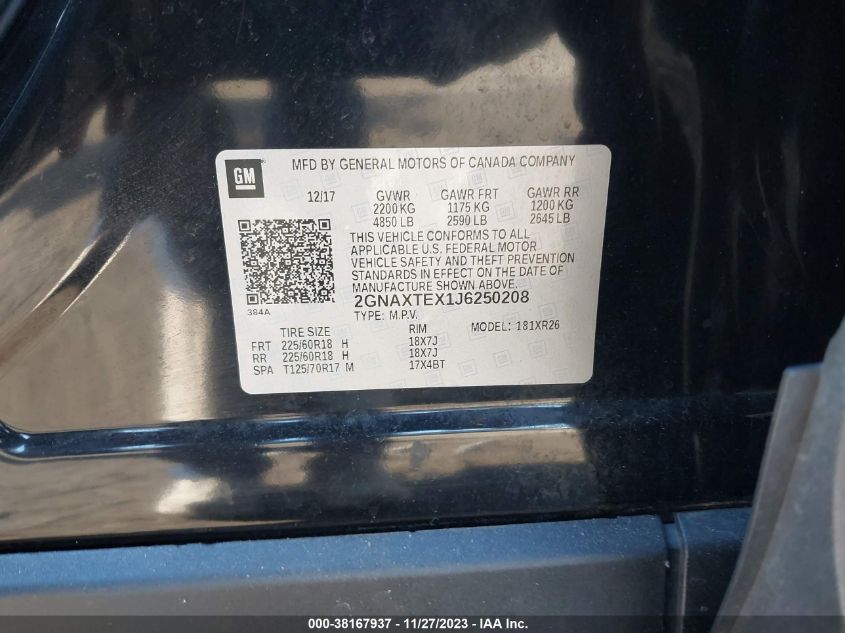 GM
MFD BY GENERAL MOTORS OF CANADA COMPANY
12/17 GVWR GAWR FRT GAWR RR
2200 KG 1175 KG 1200 KG
4850 LB 2590 LB 2645 LB
THIS VEHICLE CONFORMS TO ALL
APPLICABLE U.S. FEDERAL MOTOR
VEHICLE SAFETY AND THEFT PREVENTION
STANDARDS IN EFFECT ON THE DATE OF
MANUFACTURE SHOWN ABOVE.
384A
2GNAXTEX1J6250208
TYPE: M.P.V.
TIRE SIZE RIM MODEL: 181XR26
FRT 225/60R18 H 18X7J
RR 225/60R18 H 18X7J
SPA T125/70R17 M 17X4BT
000-38167937 - 11/27/2023 - Copyright © 2023 IAA, Inc.